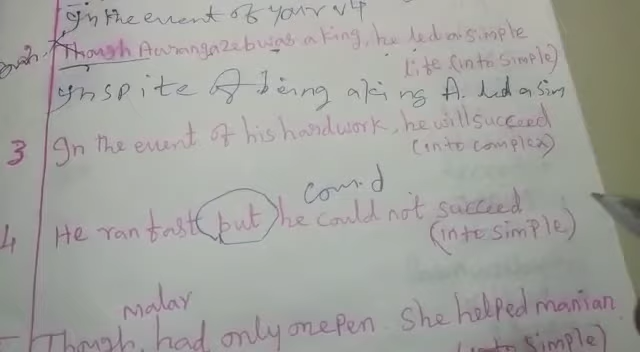 In the event of your
Though Aurangazeb was a king, he led a simple
life (into simple)
Inspite of being a king A. led a sim
3 In the event of his hardwork, he will succeed
(into complex)
com.d
4 He ran fast but he could not succeed
(into simple)
malar
Though had only one pen She helped manian
simple)